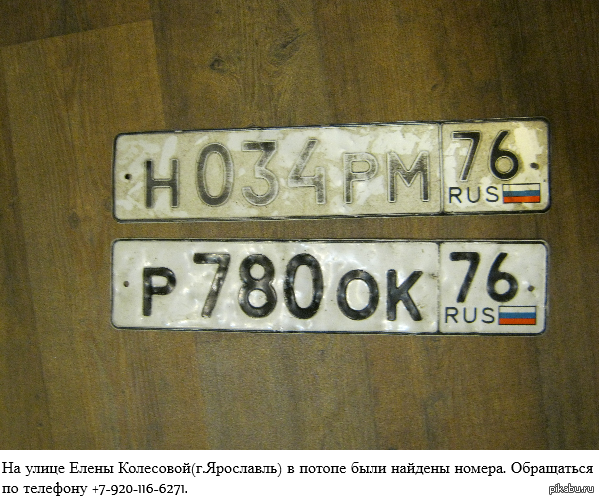 Н034РМ 76
RUS
Р780ОК 76
RUS
На улице Елены Колесовой(г.Ярославль) в потопе были найдены номера. Обращаться
по телефону +7-920-116-6271.
pikabu.ru